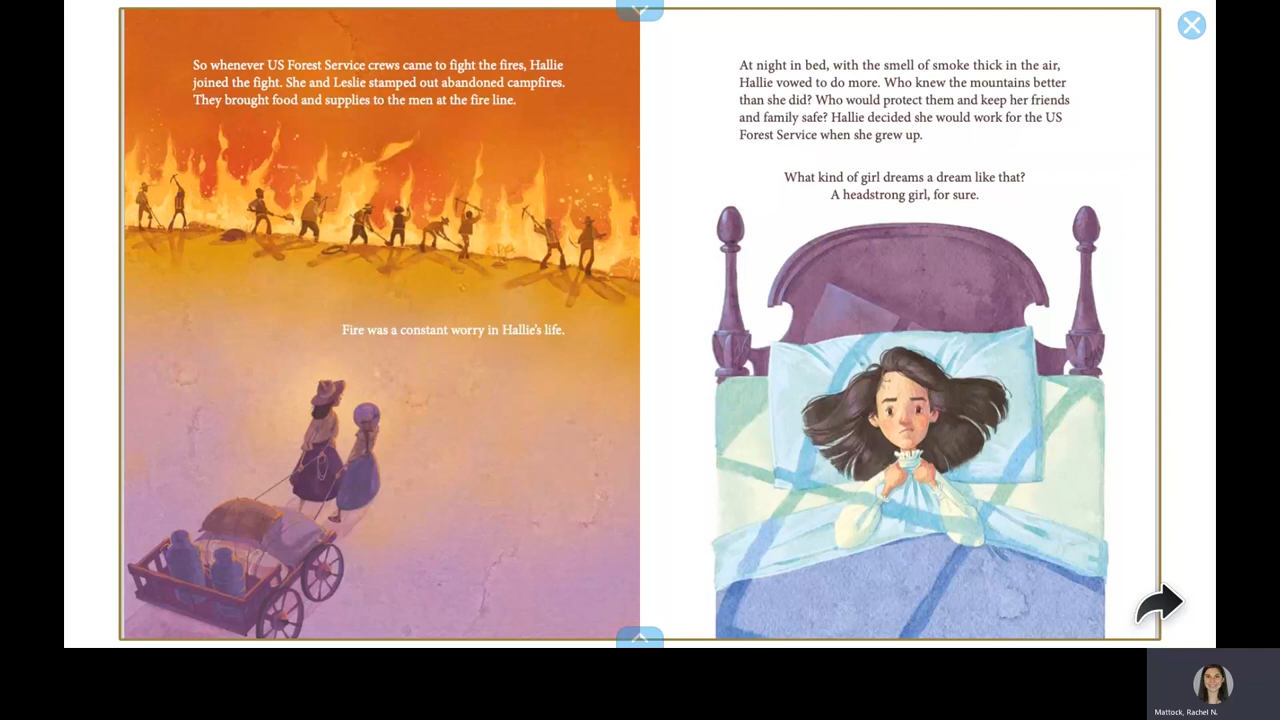 So whenever US Forest Service crews came to fight the fires, Hallie
joined the fight. She and Leslie stamped out abandoned campfires.
They brought food and supplies to the men at the fire line.
Fire was a constant worry in Hallie's life.
At night in bed, with the smell of smoke thick in the air,
Hallie vowed to do more. Who knew the mountains better
than she did? Who would protect them and keep her friends
and family safe? Hallie decided she would work for the US
Forest Service when she grew up.
What kind of girl dreams a dream like that?
A headstrong girl, for sure.
Mattock, Rachel N.